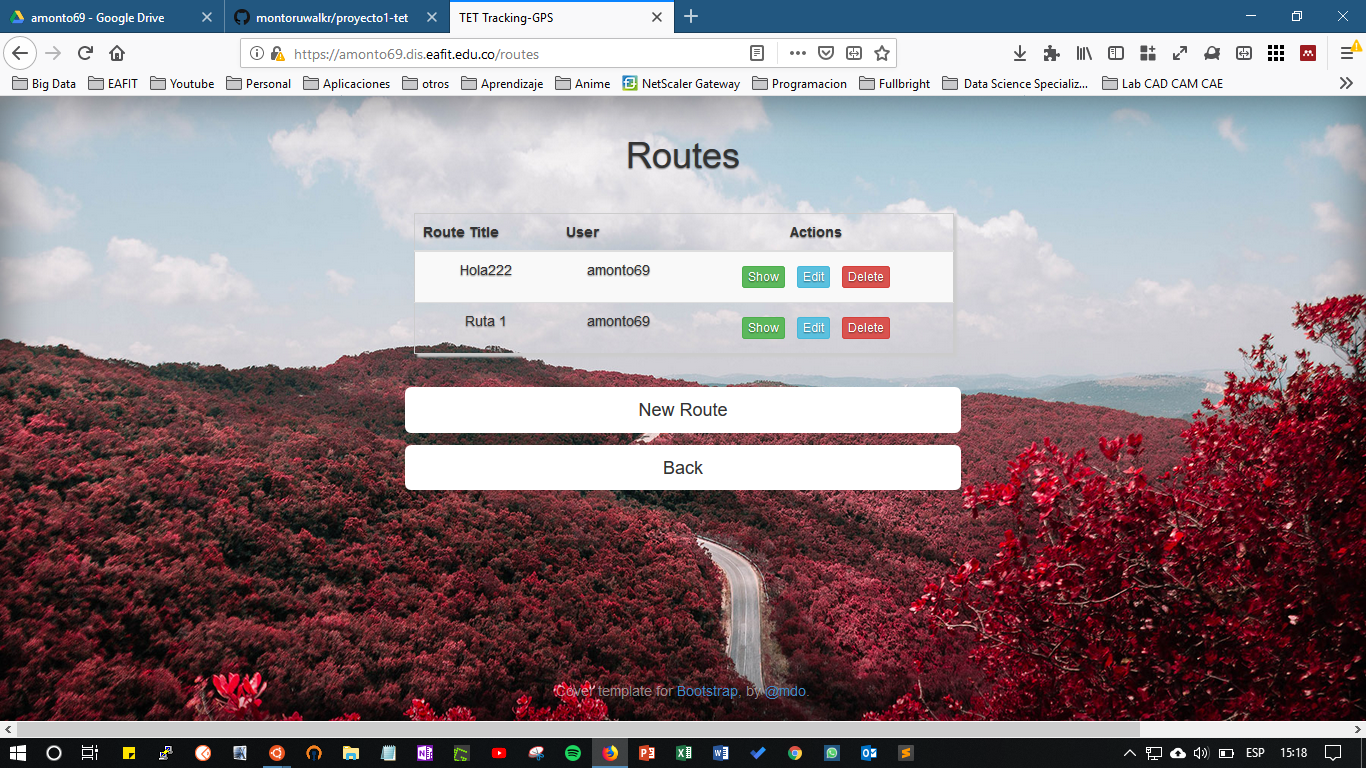 amonto69 - Google Drive
montoruwalkr/proyecto1-tet
TET Tracking-GPS
https://amonto69.dis.eafit.edu.co/routes
Big Data EAFIT Youtube Personal Aplicaciones otros Aprendizaje Anime NetScaler Gateway Programacion Fullbright Data Science Specializ... Lab CAD CAM CAE
Routes
Route Title User Actions
Hola222 amonto69 Show Edit Delete
Ruta 1 amonto69 Show Edit Delete
New Route
Back
Cover template for Bootstrap, by @mdo.
ESP 15:18